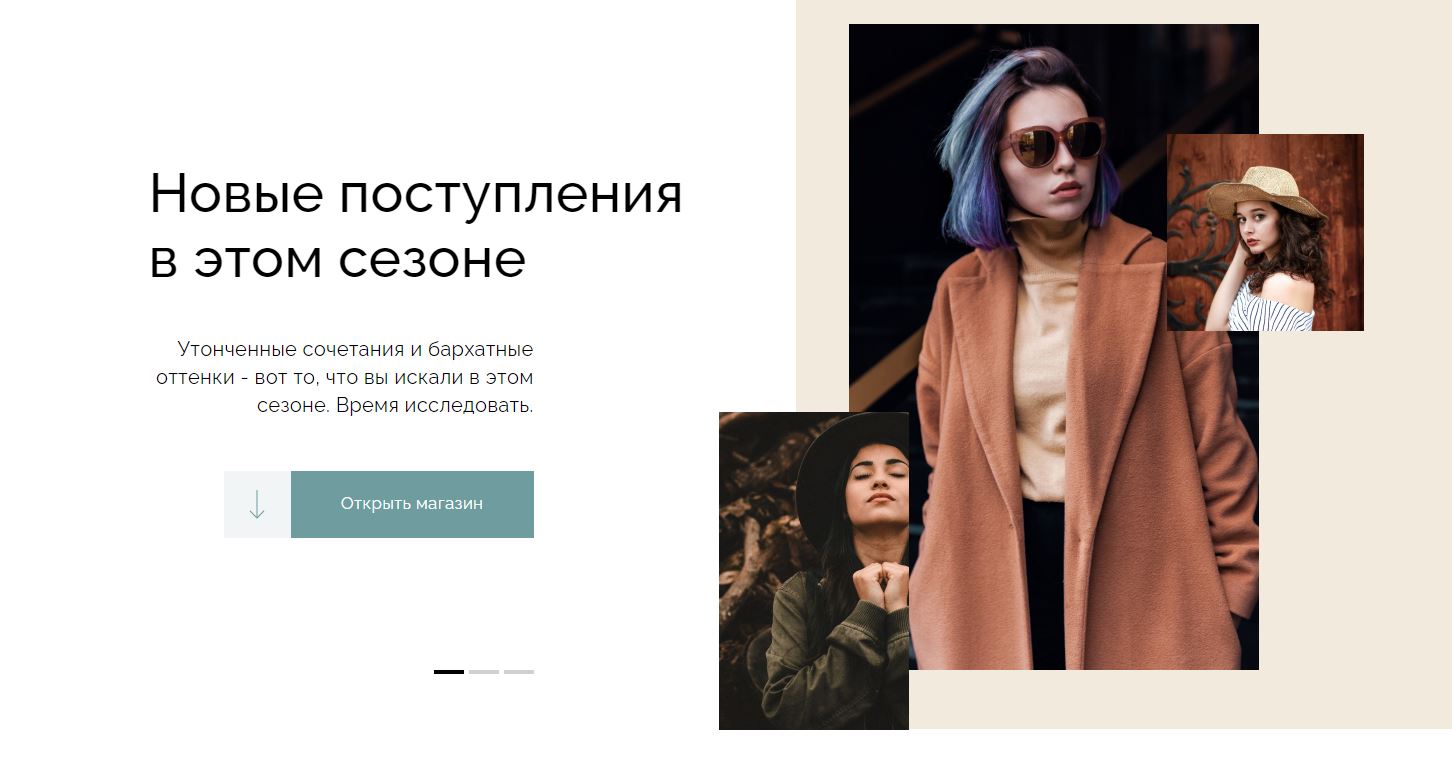 Новые поступления
в этом сезоне
Утонченные сочетания и бархатные
оттенки - вот то, что вы искали в этом
сезоне. Время исследовать.
Открыть магазин